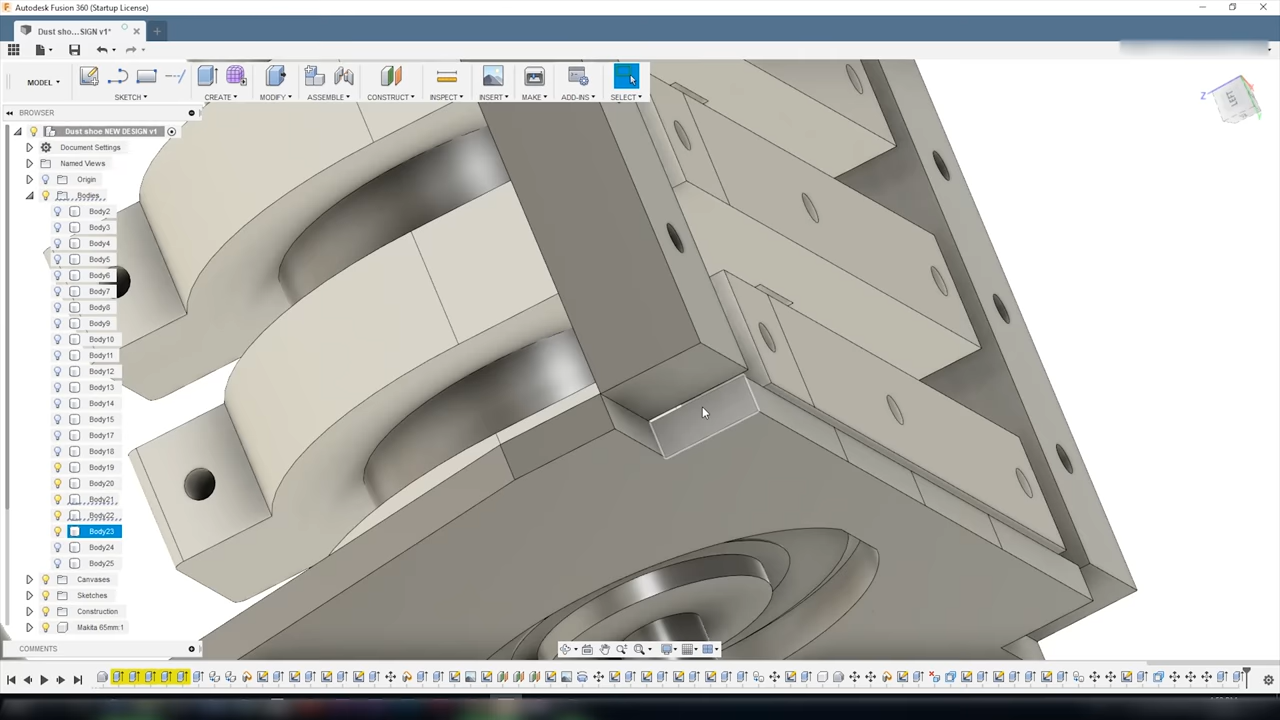 Autodesk Fusion 360 (Startup License)
Dust sho...SIGN v1*
MODEL
SKETCH
CREATE
MODIFY
ASSEMBLE
CONSTRUCT
INSPECT
INSERT
MAKE
ADD-INS
SELECT
BROWSER
Dust shoe NEW DESIGN v1
Document Settings
Named Views
Origin
Bodies
Body2
Body3
Body4
Body5
Body6
Body7
Body8
Body9
Body10
Body11
Body12
Body13
Body14
Body15
Body17
Body18
Body19
Body20
Body21
Body22
Body23
Body24
Body25
Canvases
Sketches
Construction
Makita 65mm:1
COMMENTS
Z